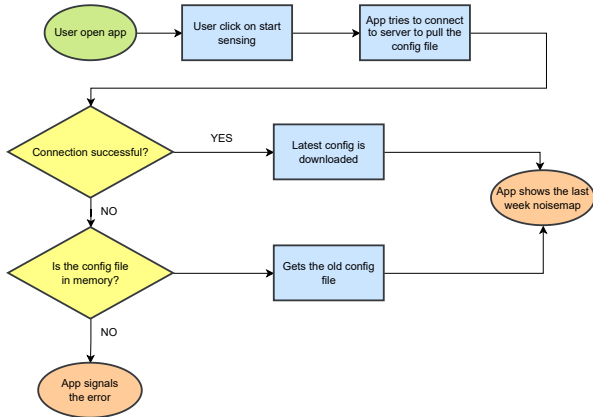 User open app
User click on start
sensing
App tries to connect
to server to pull the
config file
Connection successful?
YES
Latest config is
downloaded
App shows the last
week noisemap
NO
Is the config file
in memory?
Gets the old config
file
NO
App signals
the error